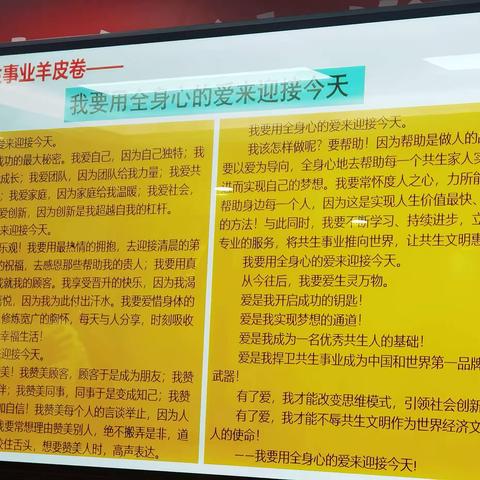 事业羊皮卷——
我要用全身心的爱来迎接今天
爱来迎接今天。
成功的最大秘密。我爱自己，因为自己独特；我
成长；我爱团队，因为团队给我力量；我爱共
；我爱家庭，因为家庭给我温暖；我爱社会，
爱创新，因为创新是我超越自我的杠杆。
来迎接今天。
乐观！我要用最热情的拥抱，去迎接清晨的第
的祝福，去感恩那些帮助我的贵人；我要用真
成就我的顾客。我享受晋升的快乐，因为我渴
悦，因为我为此付出汗水。我要爱惜身体的
修炼宽广的胸怀，每天与人分享，时刻吸收
幸福生活！
来迎接今天。
美！我赞美顾客，顾客于是成为朋友；我赞
伴；我赞美同事，同事于是变成知己；我赞
加自信！我赞美每个人的言谈举止，因为人
我要常想理由赞美别人，绝不搬弄是非，道
咬住舌头，想要赞美人时，高声表达。
我要用全身心的爱来迎接今天。
我该怎样做呢？要帮助！因为帮助是做人的
要以爱为导向，全身心地去帮助每一个共生家人实
进而实现自己的梦想。我要常怀度人之心，力所能
帮助身边每一个人，因为这是实现人生价值最快、
的方法！与此同时，我要不断学习、持续进步，立
专业的服务，将共生事业推向世界，让共生文明惠
我要用全身心的爱来迎接今天。
从今往后，我要爱生灵万物。
爱是我开启成功的钥匙！
爱是我实现梦想的通道！
爱是我成为一名优秀共生人的基础！
爱是我捍卫共生事业成为中国和世界第一品牌
武器！
有了爱，我才能改变思维模式，引领社会创新
有了爱，我才能不辱共生文明作为世界经济文
人的使命！
——我要用全身心的爱来迎接今天!